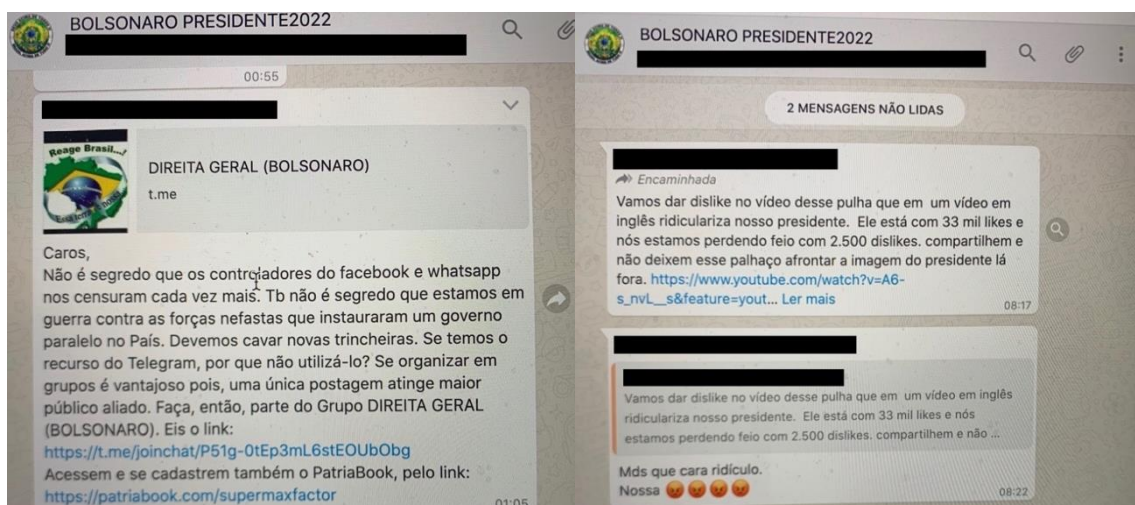 BOLSONARO PRESIDENTE2022
00:55
Reage Brasil...!
DIREITA GERAL (BOLSONARO)
t.me
Caros,
Não é segredo que os controladores do facebook e whatsapp
nos censuram cada vez mais. Tb não é segredo que estamos em
guerra contra as forças nefastas que instauraram um governo
paralelo no País. Devemos cavar novas trincheiras. Se temos o
recurso do Telegram, por que não utilizá-lo? Se organizar em
grupos é vantajoso pois, uma única postagem atinge maior
público aliado. Faça, então, parte do Grupo DIREITA GERAL
(BOLSONARO). Eis o link:
https://t.me/joinchat/P51g-0tEp3mL6stEOUbObg
Acessem e se cadastrem também o PatriaBook, pelo link:
https://patriabook.com/supermaxfactor
01:05
BOLSONARO PRESIDENTE2022
2 MENSAGENS NÃO LIDAS
Encaminhada
Vamos dar dislike no vídeo desse pulha que em um vídeo em
inglês ridiculariza nosso presidente. Ele está com 33 mil likes e
nós estamos perdendo feio com 2.500 dislikes. compartilhem e
não deixem esse palhaço afrontar a imagem do presidente lá
fora. https://www.youtube.com/watch?v=A6-
s_nvL__s&feature=yout... Ler mais
08:17
Vamos dar dislike no vídeo desse pulha que em um vídeo em inglês
ridiculariza nosso presidente. Ele está com 33 mil likes e nós
estamos perdendo feio com 2.500 dislikes. compartilhem e não ...
Mds que cara ridículo.
Nossa 😡😡😡😡
08:22